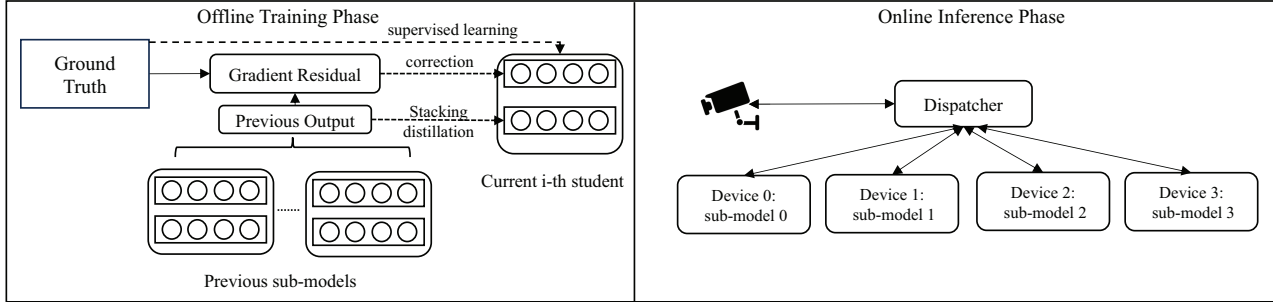 Offline Training Phase
supervised learning
Ground
Truth
Gradient Residual
correction
Previous Output
Stacking
distillation
Current i-th student
........
Previous sub-models
Online Inference Phase
Dispatcher
Device 0:
sub-model 0
Device 1:
sub-model 1
Device 2:
sub-model 2
Device 3:
sub-model 3